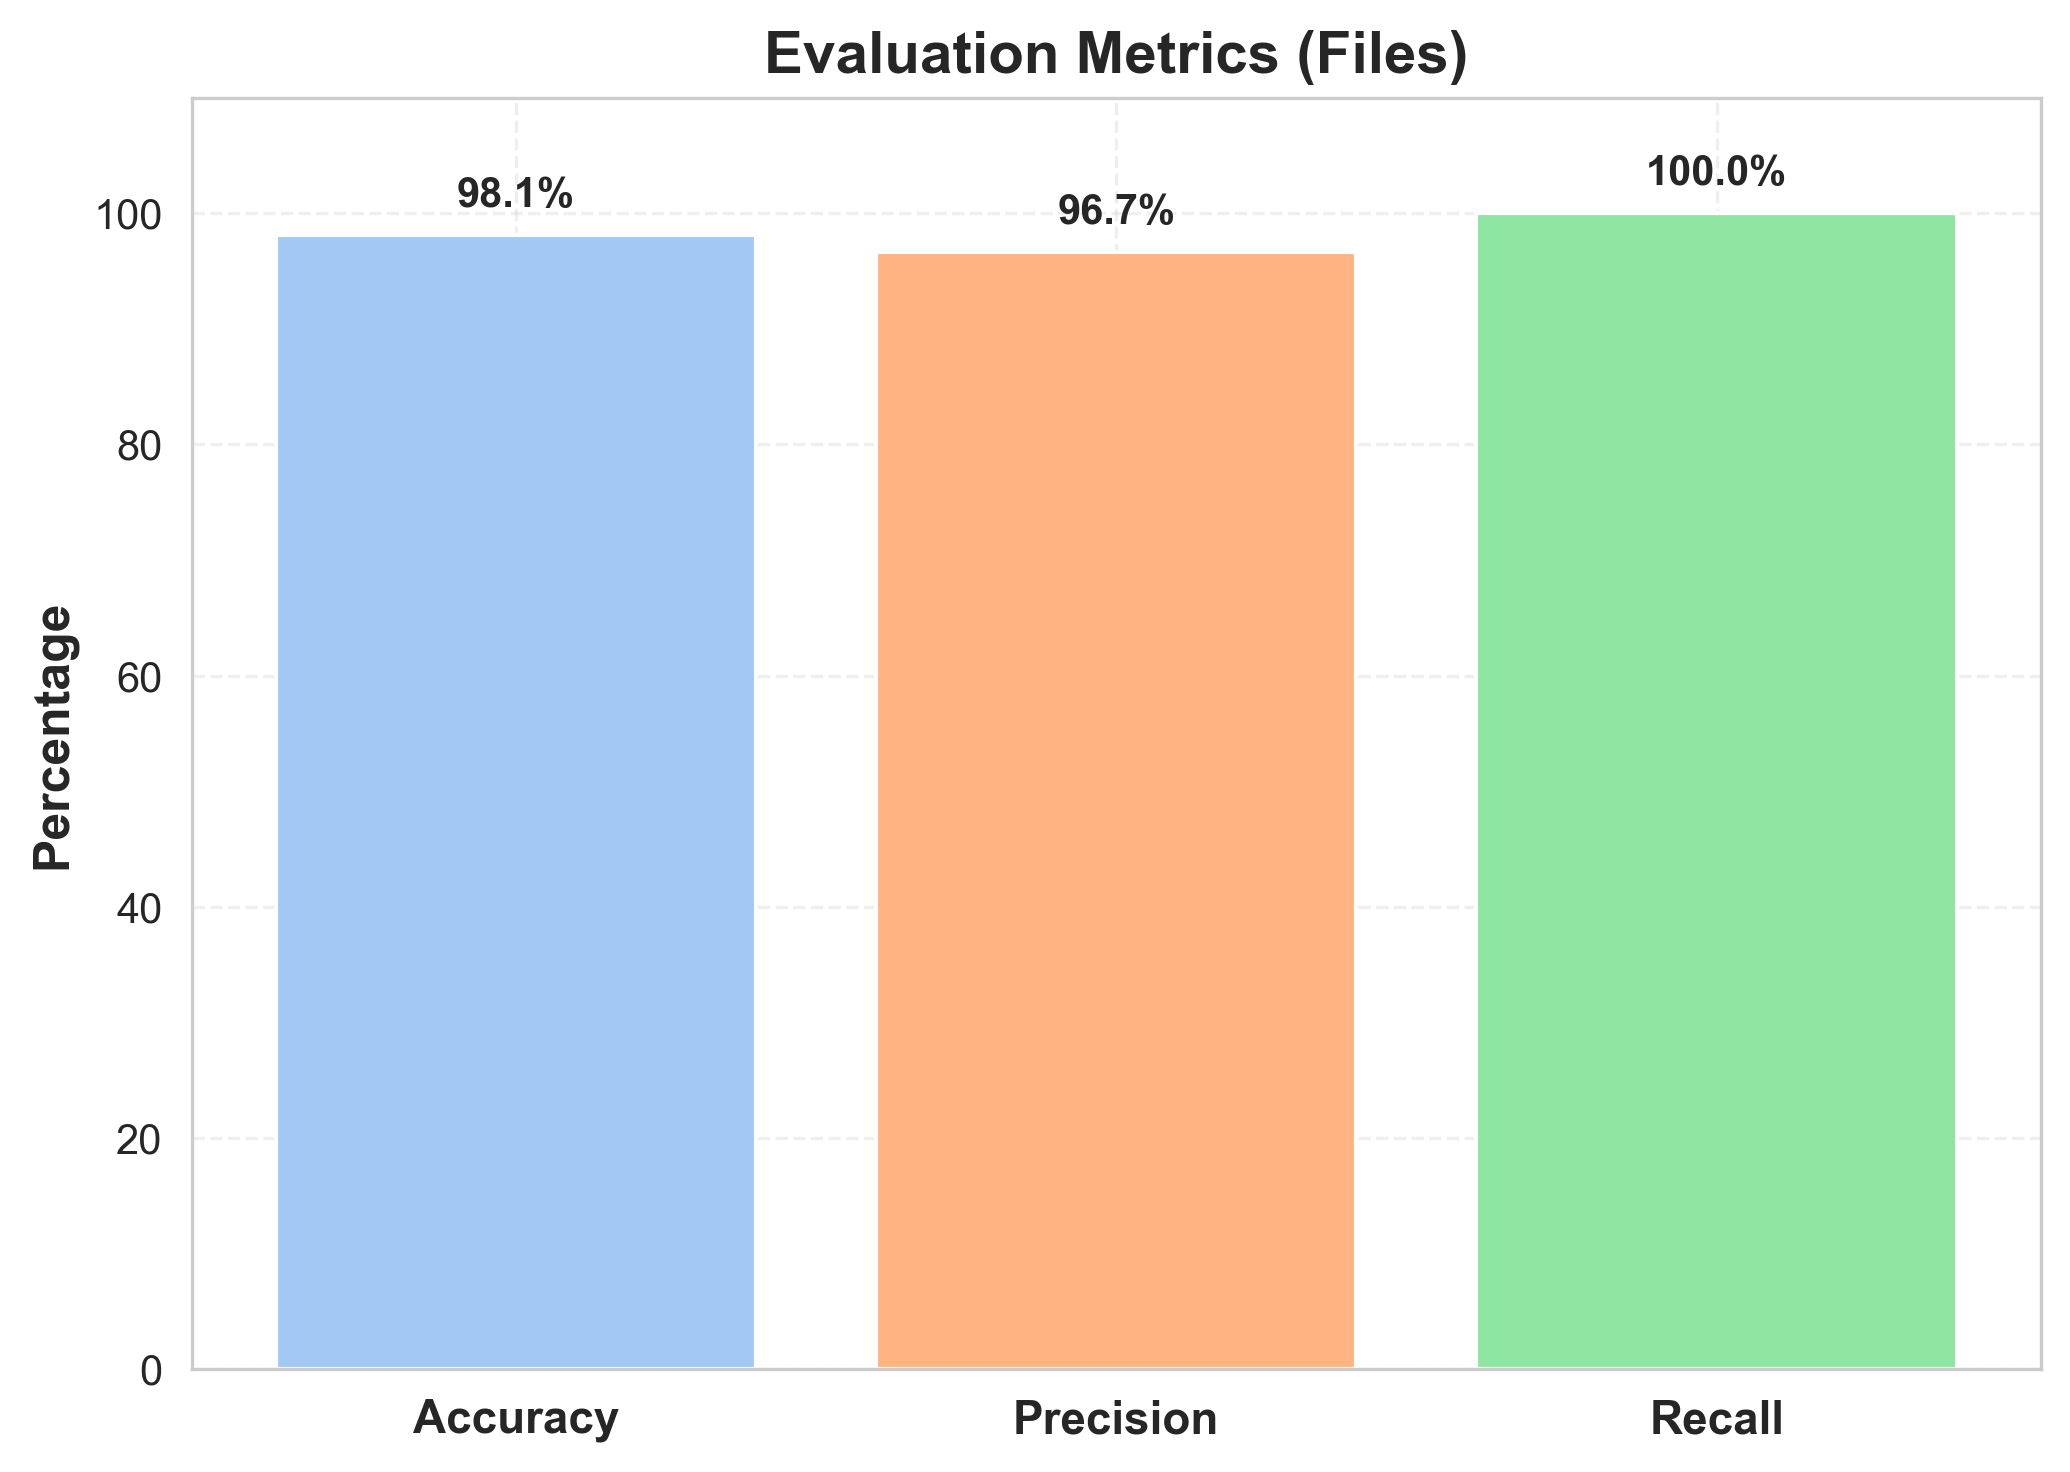 Evaluation Metrics (Files)
Percentage
100
80
60
40
20
0
98.1%
96.7%
100.0%
Accuracy
Precision
Recall